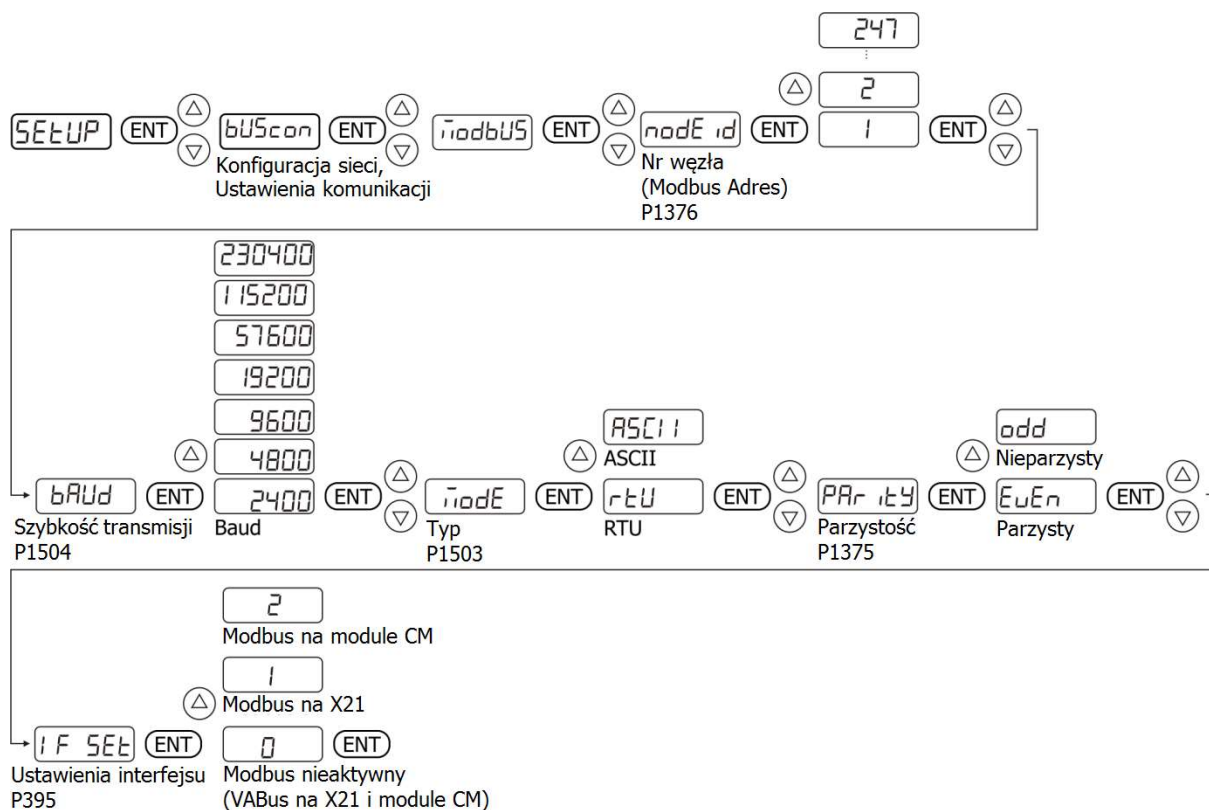 247
2
SEtUP ENT bUScon ENT ModbUS ENT nodE id ENT 1 ENT
Konfiguracja sieci,
Ustawienia komunikacji
Nr węzła
(Modbus Adres)
P1376
230400
115200
57600
19200
9600
4800
bAUd ENT 2400 ENT ModE ENT rtU ENT PAritY ENT EvEn ENT
Szybkość transmisji
P1504
Baud
Typ
P1503
ASCII
ASCII
RTU
Parzystość
P1375
odd
Nieparzysty
Parzysty
2
Modbus na module CM
1
Modbus na X21
IF SEt ENT 0 ENT
Ustawienia interfejsu
P395
Modbus nieaktywny
(VABus na X21 i module CM)